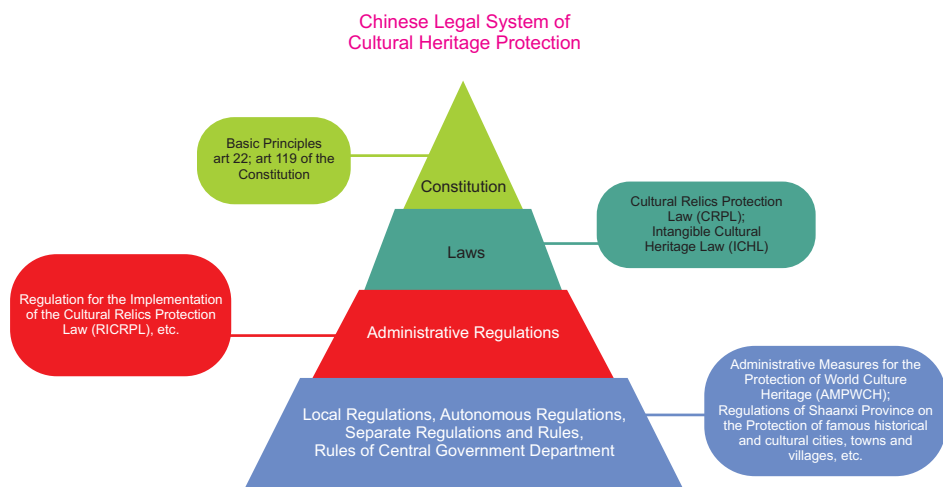 Chinese Legal System of
Cultural Heritage Protection
Basic Principles
art 22; art 119 of the
Constitution
Constitution
Cultural Relics Protection
Law (CRPL);
Intangible Cultural
Heritage Law (ICHL)
Laws
Regulation for the Implementation
of the Cultural Relics Protection
Law (RICRPL), etc.
Administrative Regulations
Administrative Measures for the
Protection of World Culture
Heritage (AMPWCH);
Regulations of Shaanxi Province on
the Protection of famous historical
and cultural cities, towns and
villages, etc.
Local Regulations, Autonomous Regulations,
Separate Regulations and Rules,
Rules of Central Government Department